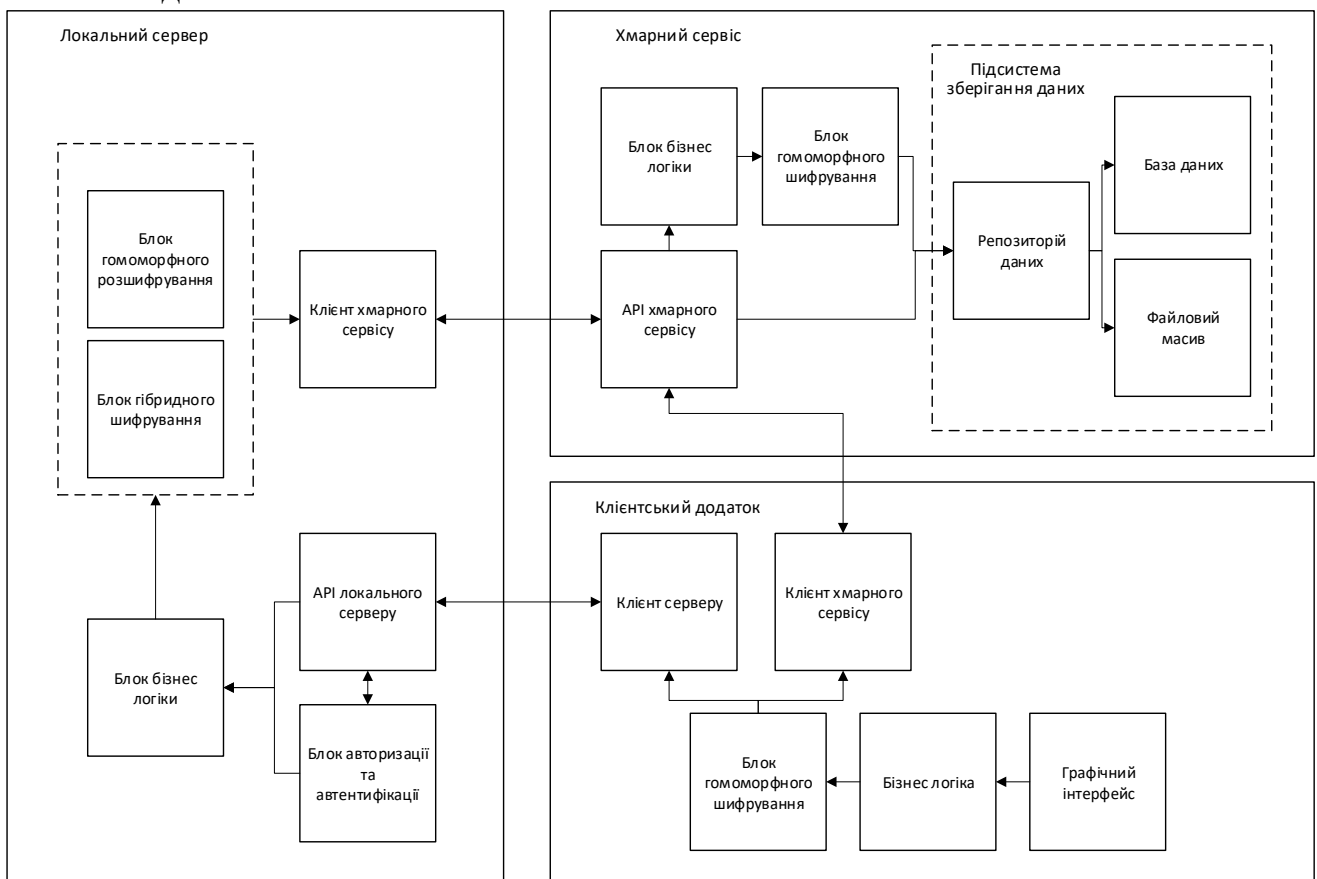 Локальний сервер
Блок
гомоморфного
розшифрування
Блок гібридного
шифрування
Клієнт хмарного
сервісу
API локального
серверу
Блок бізнес
логіки
Блок авторизації
та
автентифікації
Хмарний сервіс
Блок бізнес
логіки
Блок
гомоморфного
шифрування
API хмарного
сервісу
Підсистема
зберігання даних
Репозиторій
даних
База даних
Файловий
масив
Клієнтський додаток
Клієнт серверу
Клієнт хмарного
сервісу
Блок
гомоморфного
шифрування
Бізнес логіка
Графічний
інтерфейс